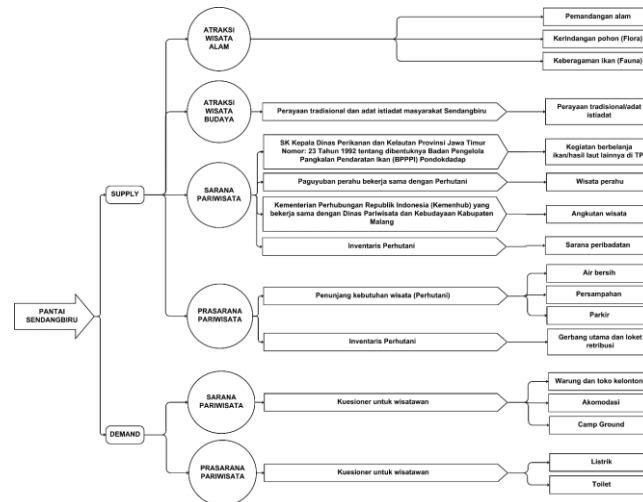 PANTAI
SENDANGBIRU
SUPPLY
ATRAKSI
WISATA
ALAM
Pemandangan alam
Kerindangan pohon (Flora)
Keberagaman ikan (Fauna)
ATRAKSI
WISATA
BUDAYA
Perayaan tradisional dan adat istiadat masyarakat Sendangbiru
Perayaan tradisional/adat
istiadat
SARANA
PARIWISATA
SK Kepala Dinas Perikanan dan Kelautan Provinsi Jawa Timur
Nomor: 23 Tahun 1992 tentang dibentuknya Badan Pengelola
Pangkalan Pendaratan Ikan (BPPPI) Pondokdadap
Kegiatan berbelanja
ikan/hasil laut lainnya di TPI
Paguyuban perahu bekerja sama dengan Perhutani
Wisata perahu
Kementerian Perhubungan Republik Indonesia (Kemenhub) yang
bekerja sama dengan Dinas Pariwisata dan Kebudayaan Kabupaten
Malang
Angkutan wisata
Inventaris Perhutani
Sarana peribadatan
PRASARANA
PARIWISATA
Penunjang kebutuhan wisata (Perhutani)
Air bersih
Persampahan
Parkir
Inventaris Perhutani
Gerbang utama dan loket
retribusi
DEMAND
SARANA
PARIWISATA
Kuesioner untuk wisatawan
Warung dan toko kelontong
Akomodasi
Camp Ground
PRASARANA
PARIWISATA
Kuesioner untuk wisatawan
Listrik
Toilet